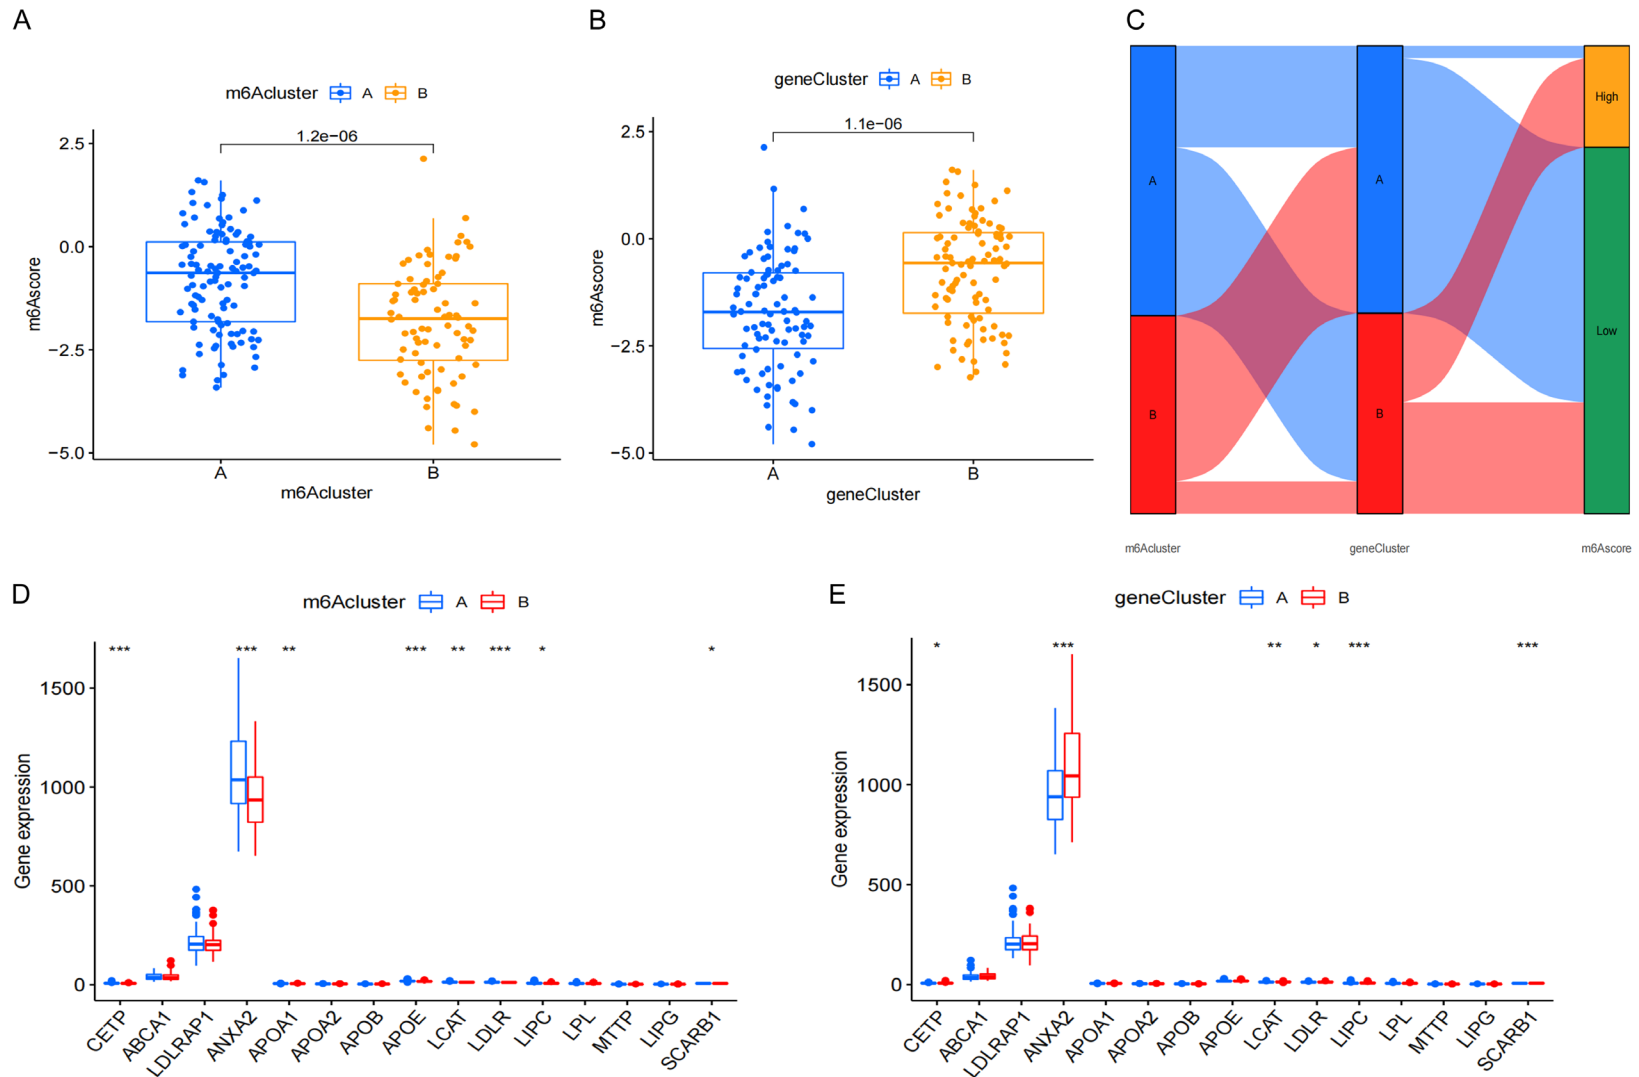 A
m6Acluster A B
1.2e−06
2.5
0.0
−2.5
−5.0
m6Ascore
A B
m6Acluster
B
geneCluster A B
1.1e−06
2.5
0.0
−2.5
−5.0
m6Ascore
A B
geneCluster
C
A
B
A
B
High
Low
m6Acluster geneCluster m6Ascore
D
m6Acluster A B
*** *** ** *** ** *** * *
1500
1000
500
0
Gene expression
CETP ABCA1 LDLRAP1 ANXA2 APOA1 APOA2 APOB APOE LCAT LDLR LIPC LPL MTTP LIPG SCARB1
E
geneCluster A B
* *** ** * *** ***
1500
1000
500
0
Gene expression
CETP ABCA1 LDLRAP1 ANXA2 APOA1 APOA2 APOB APOE LCAT LDLR LIPC LPL MTTP LIPG SCARB1